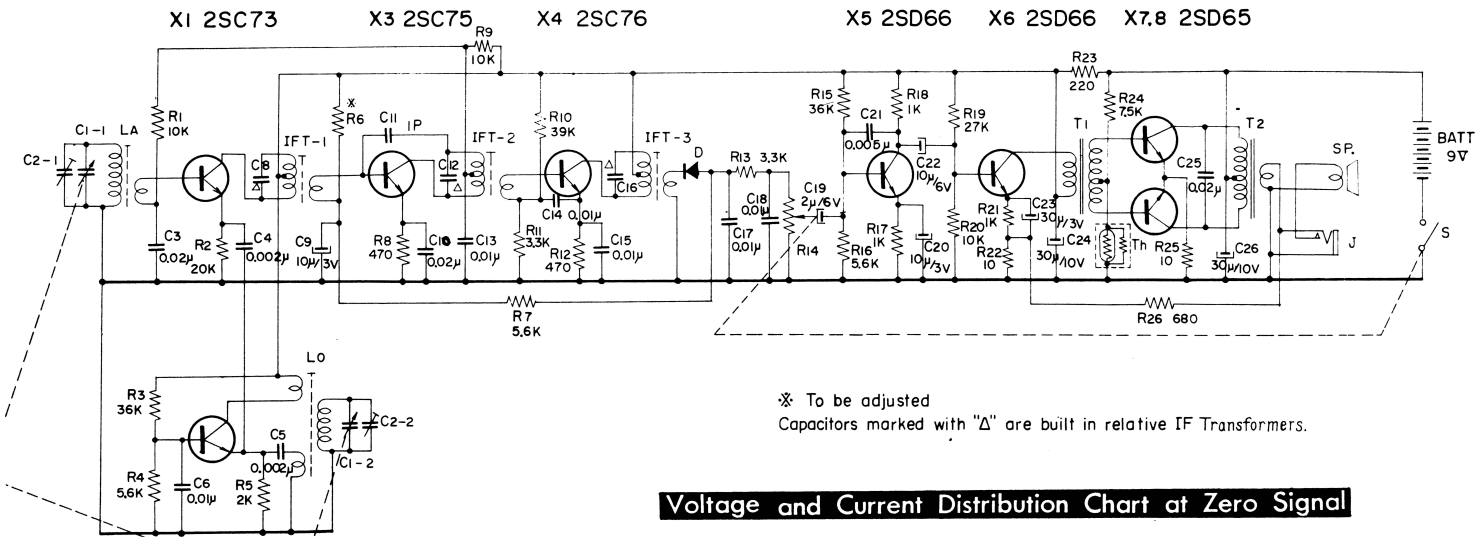 X1 2SC73 X3 2SC75 X4 2SC76 X5 2SD66 X6 2SD66 X7.8 2SD65
R9
10K
R1
10K
C1-1 LA
C2-1
C8
Δ
IFT-1
※
R6
C11
1P
C12
Δ
IFT-2
R10
39K
Δ
C16
IFT-3
D
R13 3.3K
R15
36K
C21
0.005μ
R18
1K
C22
10μ/6V
R19
27K
R23
220
R24
7.5K
T1
T2
C25
0.02μ
SP.
BATT
9V
C3
0.02μ
R2
20K
C4
0.002μ
C9
10μ/3V
R8
470
C10
0.02μ
C13
0.01μ
R11
3.3K
C14 0.01μ
R12
470
C15
0.01μ
C17
0.01μ
C18
0.01μ
R14
C19
2μ/6V
R16
5.6K
R17
1K
C20
10μ/3V
R20
10K
R21
1K
R22
10
C23
30μ/3V
C24
30μ/10V
Th
R25
10
C26
30μ/10V
J
S
R7
5.6K
R26 680
LO
R3
36K
C2-2
C1-2
C5
0.002μ
R4
5.6K
C6
0.01μ
R5
2K
※ To be adjusted
Capacitors marked with "Δ" are built in relative IF Transformers.
Voltage and Current Distribution Chart at Zero Signal